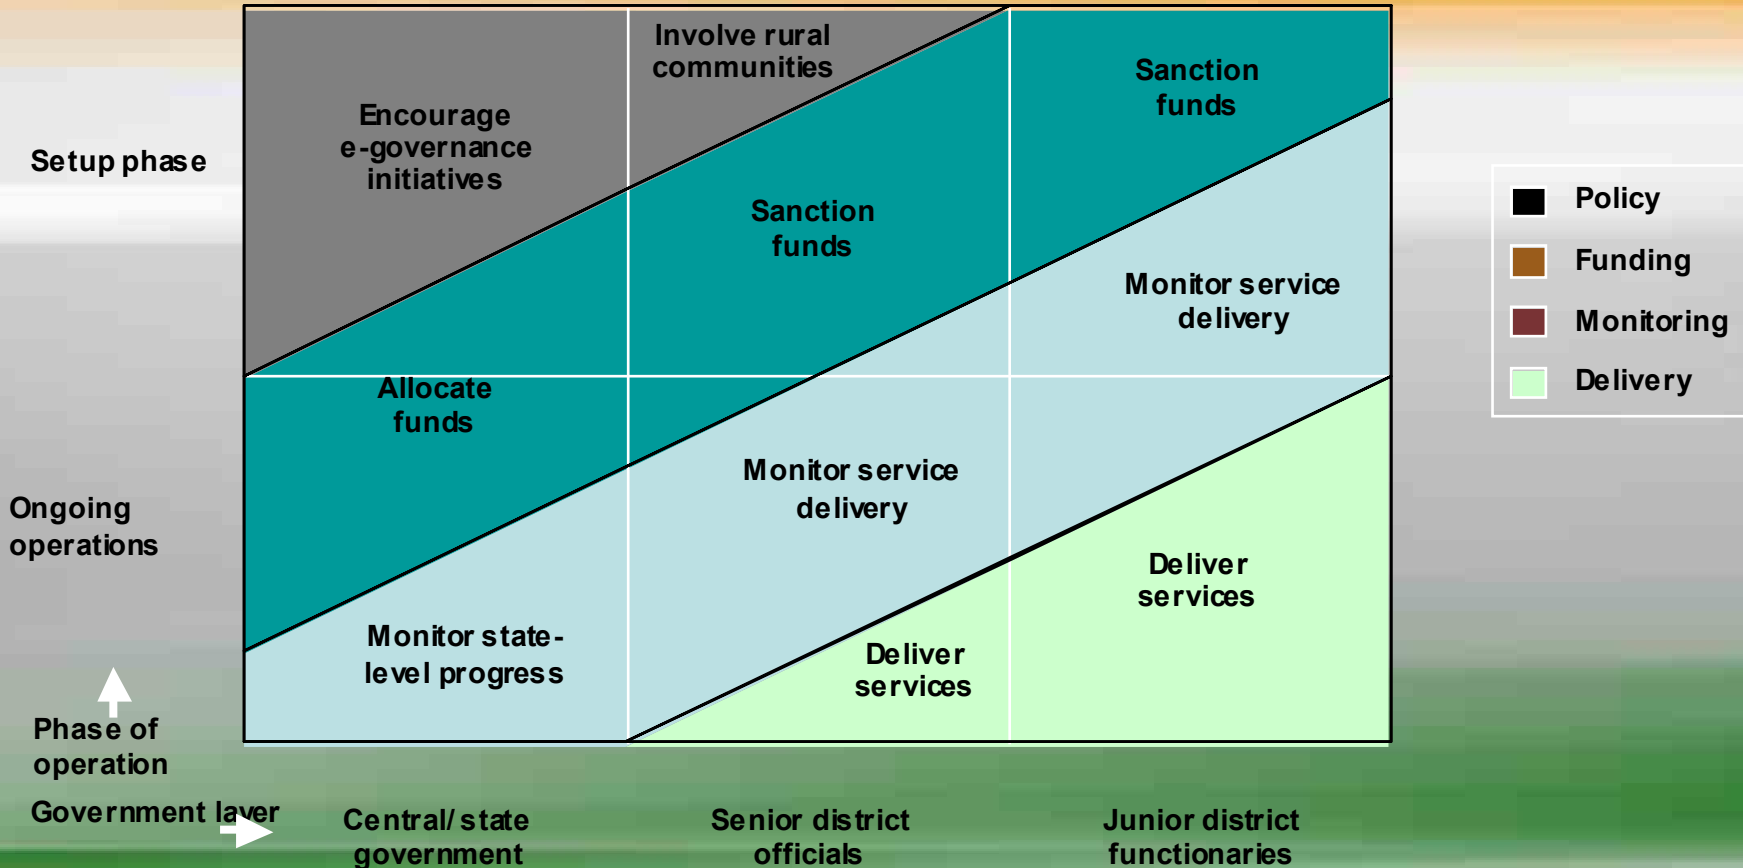 Involve rural
communities
Sanction
funds
Encourage
e-governance
initiatives
Setup phase
Sanction
funds
Monitor service
delivery
Allocate
funds
Monitor service
delivery
Ongoing
operations
Deliver
services
Monitor state-
level progress
Deliver
services
Phase of
operation
Government layer
Central/state
government
Senior district
officials
Junior district
functionaries
Policy
Funding
Monitoring
Delivery